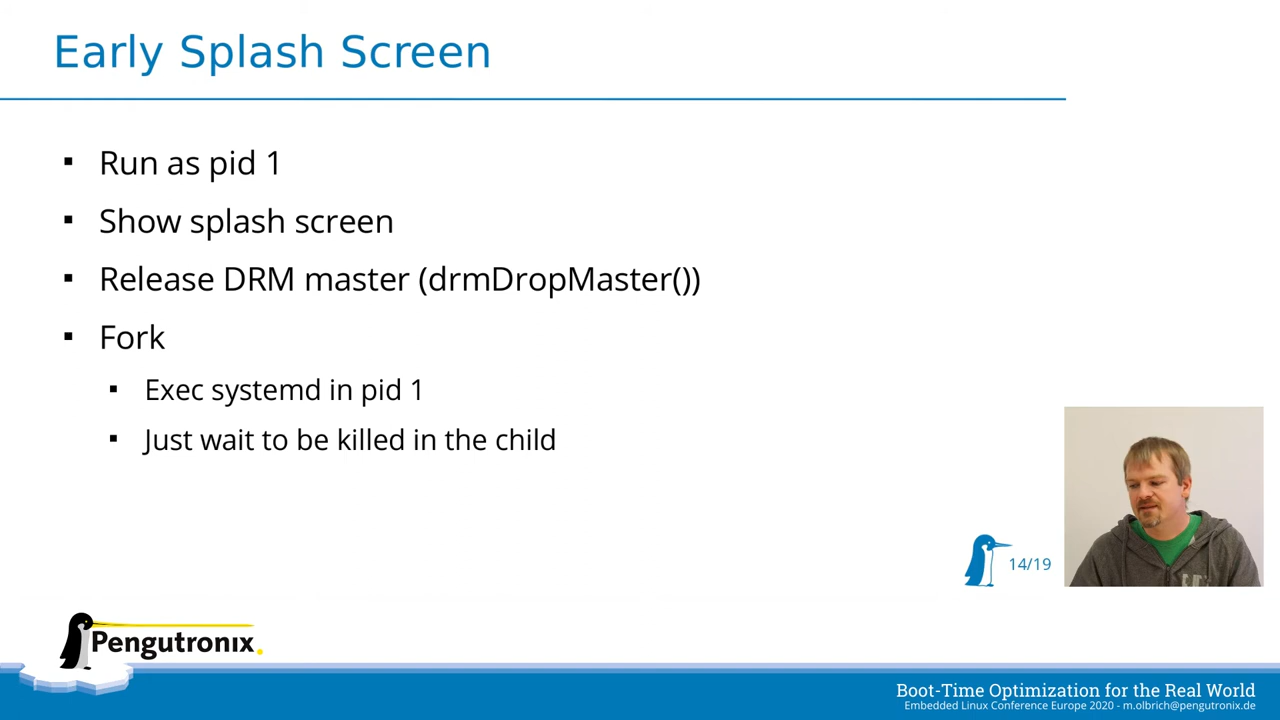 Early Splash Screen
Run as pid 1
Show splash screen
Release DRM master (drmDropMaster())
Fork
Exec systemd in pid 1
Just wait to be killed in the child
14/19
Pengutronix.
Boot-Time Optimization for the Real World
Embedded Linux Conference Europe 2020 - m.olbrich@pengutronix.de